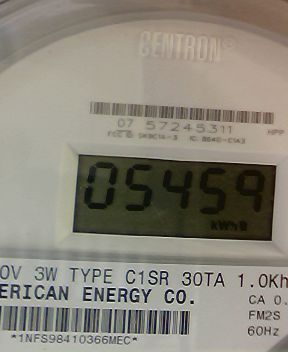 CENTRON®
07 57245311
HPP
05459
kWh
0V 3W TYPE C1SR 30TA 1.0Kh
ERICAN ENERGY CO.
CA 0.
FM2S
60Hz
*1NFS98410366MEC*